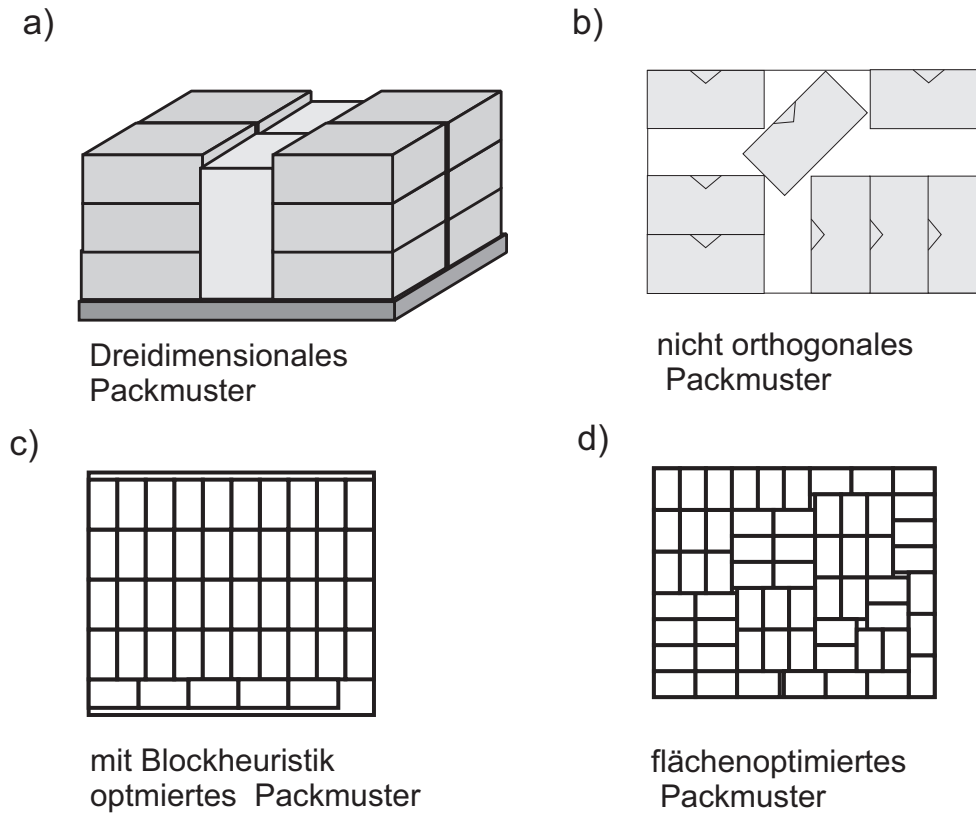 a)
b)
Dreidimensionales
Packmuster
nicht orthogonales
Packmuster
c)
d)
mit Blockheuristik
optmiertes Packmuster
flächenoptimiertes
Packmuster